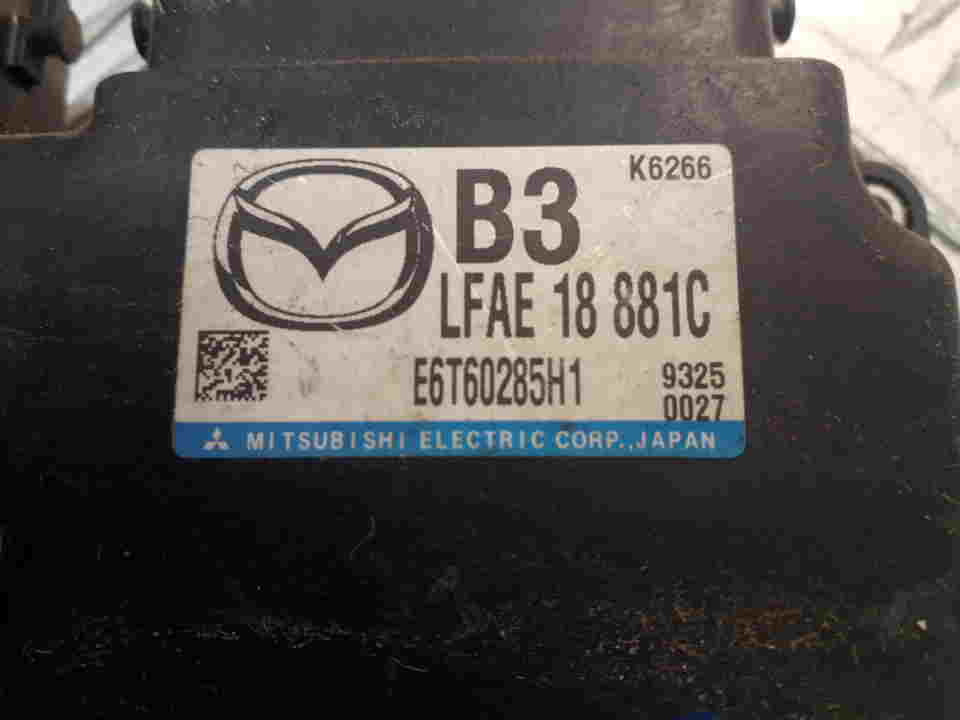 K6266
B3
LFAE 18 881C
E6T60285H1 9325
0027
MITSUBISHI ELECTRIC CORP., JAPAN